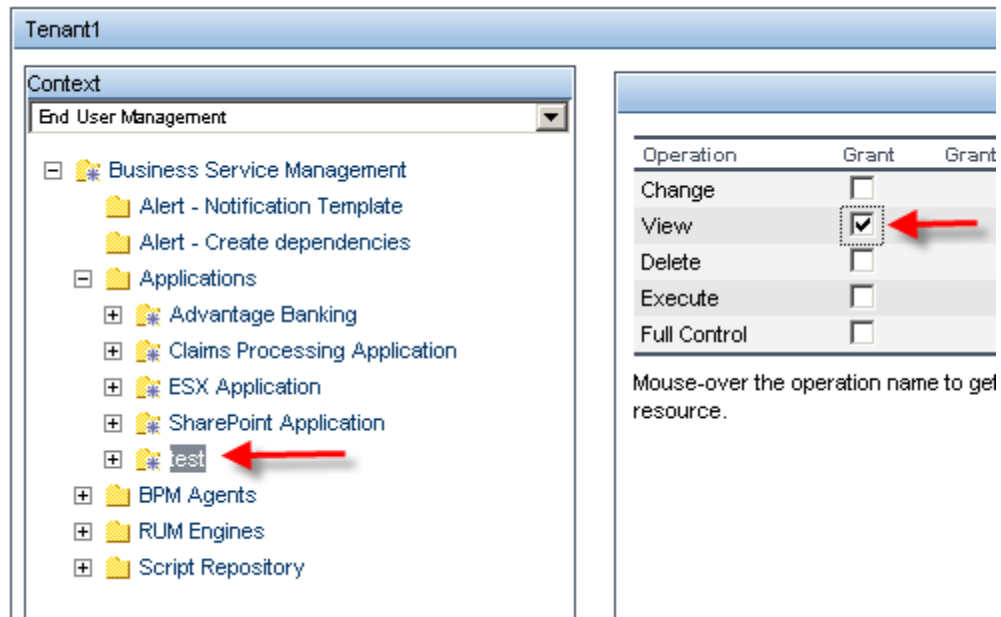 Tenant1
Context
End User Management
Business Service Management
Alert - Notification Template
Alert - Create dependencies
Applications
Advantage Banking
Claims Processing Application
ESX Application
SharePoint Application
test
BPM Agents
RUM Engines
Script Repository
Operation Grant Grant
Change
View
Delete
Execute
Full Control
Mouse-over the operation name to get
resource.